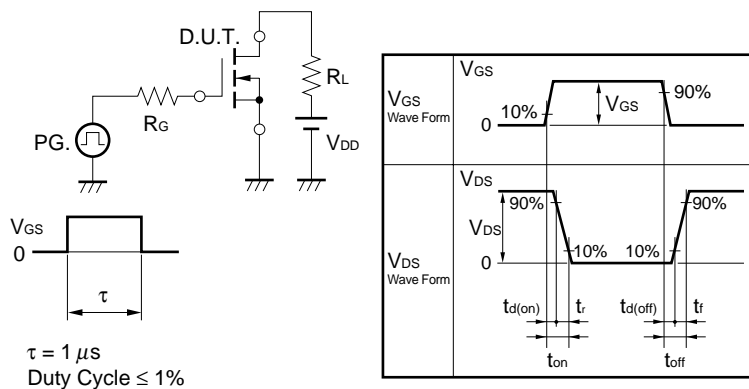 D.U.T.
RL
RG
PG.
VDD
VGS
0
τ
τ = 1 μs
Duty Cycle ≤ 1%
VGS
Wave Form
VGS
10%
VGS
90%
0
VDS
Wave Form
VDS
90%
VDS
10%
10%
90%
0
td(on)
tr
td(off)
tf
ton
toff